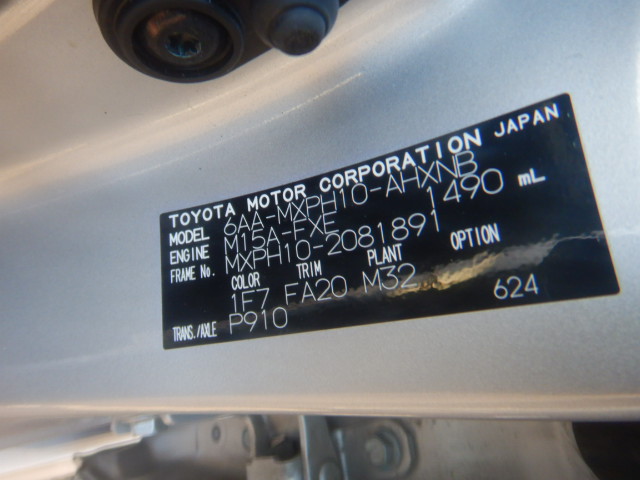 TOYOTA MOTOR CORPORATION JAPAN
MODEL 6AA-MXPH10-AHXNB
ENGINE M15A-FXE 1490 mL
FRAME No. MXPH10-2081891
COLOR TRIM PLANT OPTION
1F7 FA20 M32
TRANS./AXLE P910 624